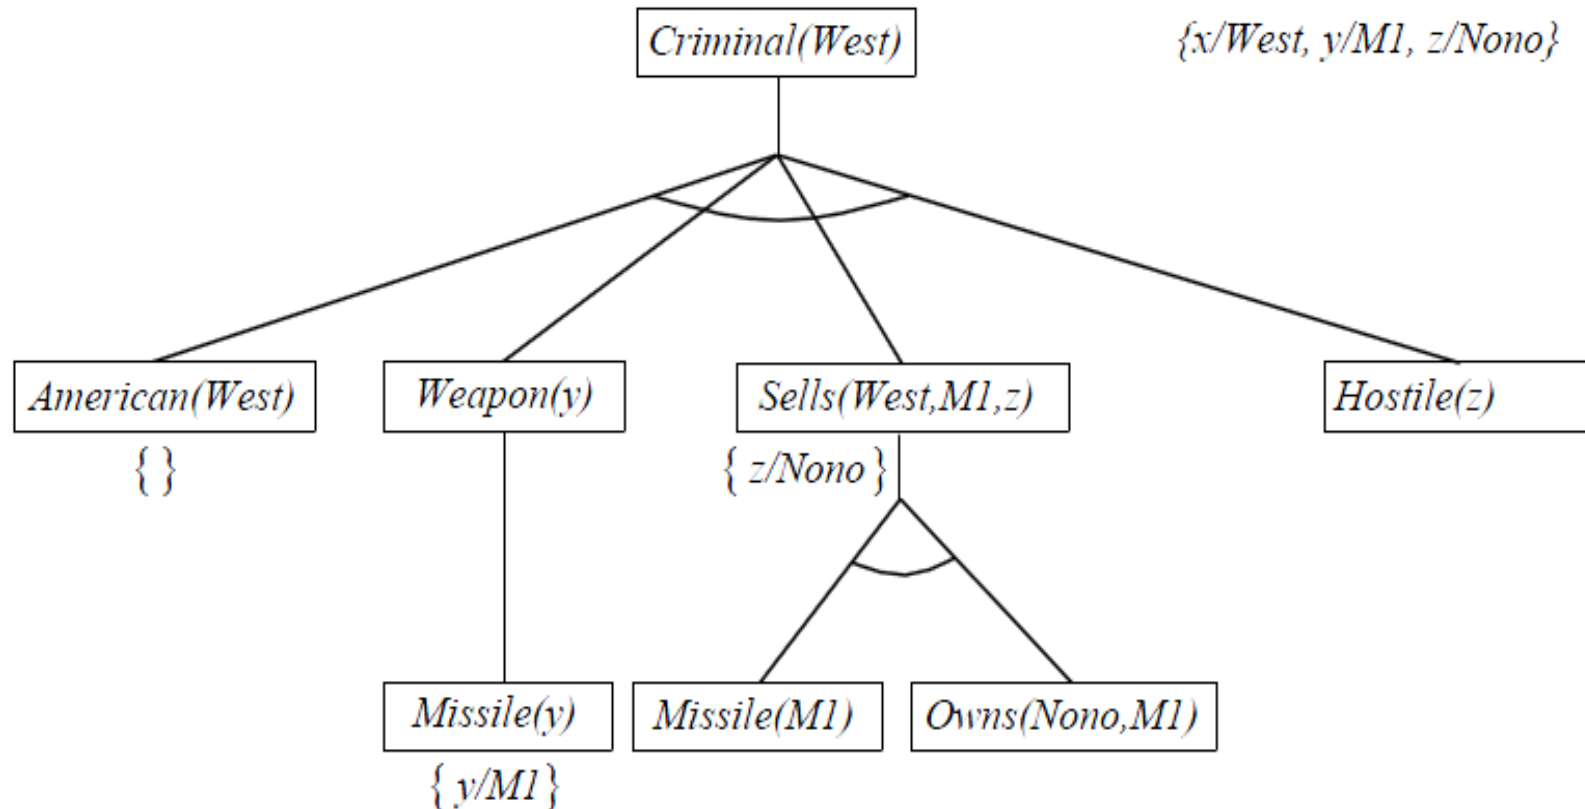 Criminal(West)
{x/West, y/M1, z/Nono}
American(West)
Weapon(y)
Sells(West,M1,z)
Hostile(z)
{ }
{ z/Nono }
Missile(y)
Missile(M1)
Owns(Nono,M1)
{ y/M1 }